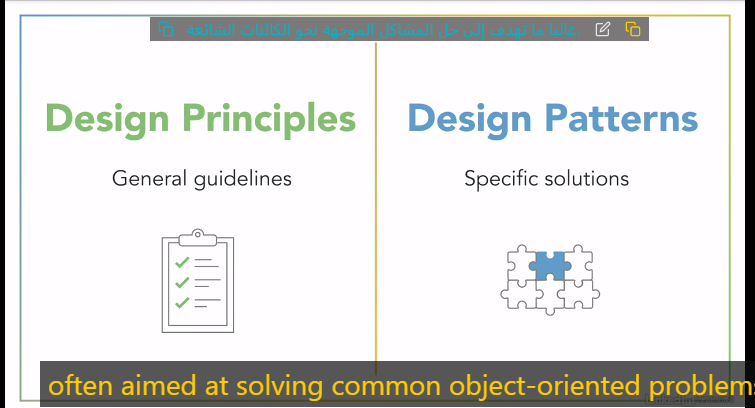 غالبا ما تهدف إلى حل المشاكل الموجهة نحو الكائنات الشائعة
Design Principles
Design Patterns
General guidelines
Specific solutions
often aimed at solving common object-oriented problems